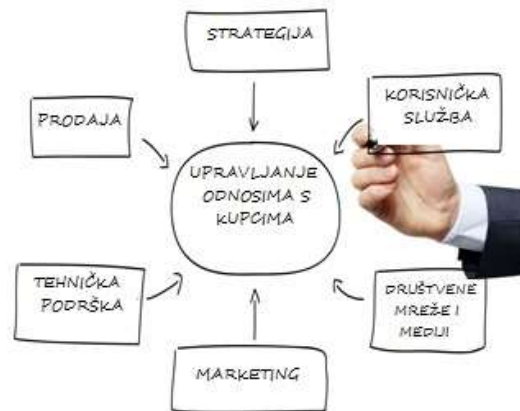 STRATEGIJA
PRODAJA
KORISNIČKA
SLUŽBA
UPRAVLJANJE
ODNOSIMA S
KUPCIMA
TEHNIČKA
PODRŠKA
DRUŠTVENE
MREŽE I
MEDIJI
MARKETING